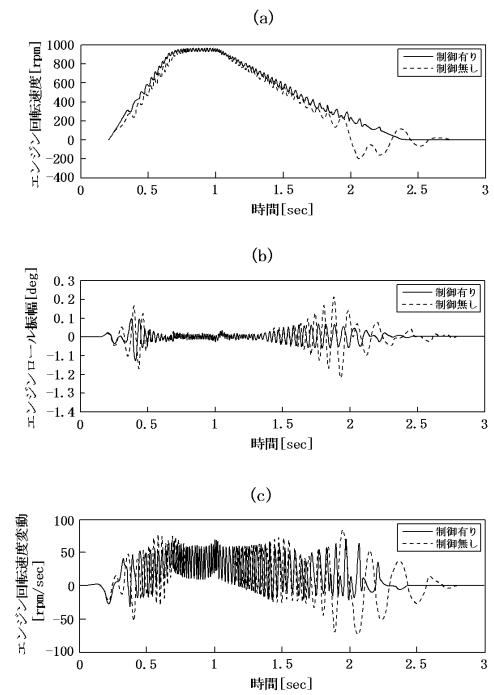 (a)
エンジン回転速度[rpm]
1000
800
600
400
200
0
-200
-400
制御有り
制御無し
0 0.5 1 1.5 2 2.5 3
時間[sec]
(b)
エンジンロール振幅[deg]
0.3
0.2
0.1
0
-1.1
-1.2
-1.3
-1.4
制御有り
制御無し
0 0.5 1 1.5 2 2.5 3
時間[sec]
(c)
エンジン回転速度変動
[rpm/sec]
100
50
0
-50
-100
制御有り
制御無し
0 0.5 1 1.5 2 2.5 3
時間[sec]